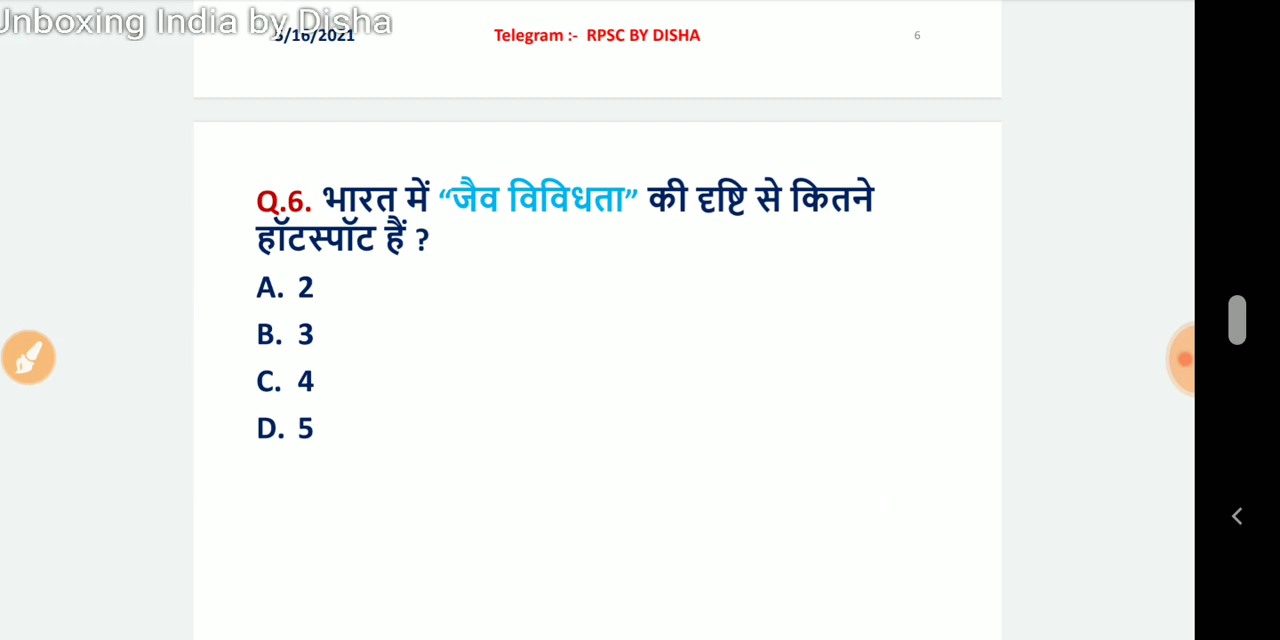 Unboxing India by Disha
5/16/2021 Telegram :- RPSC BY DISHA 6
Q.6. भारत में “जैव विविधता” की दृष्टि से कितने
हॉटस्पॉट हैं ?
A. 2
B. 3
C. 4
D. 5